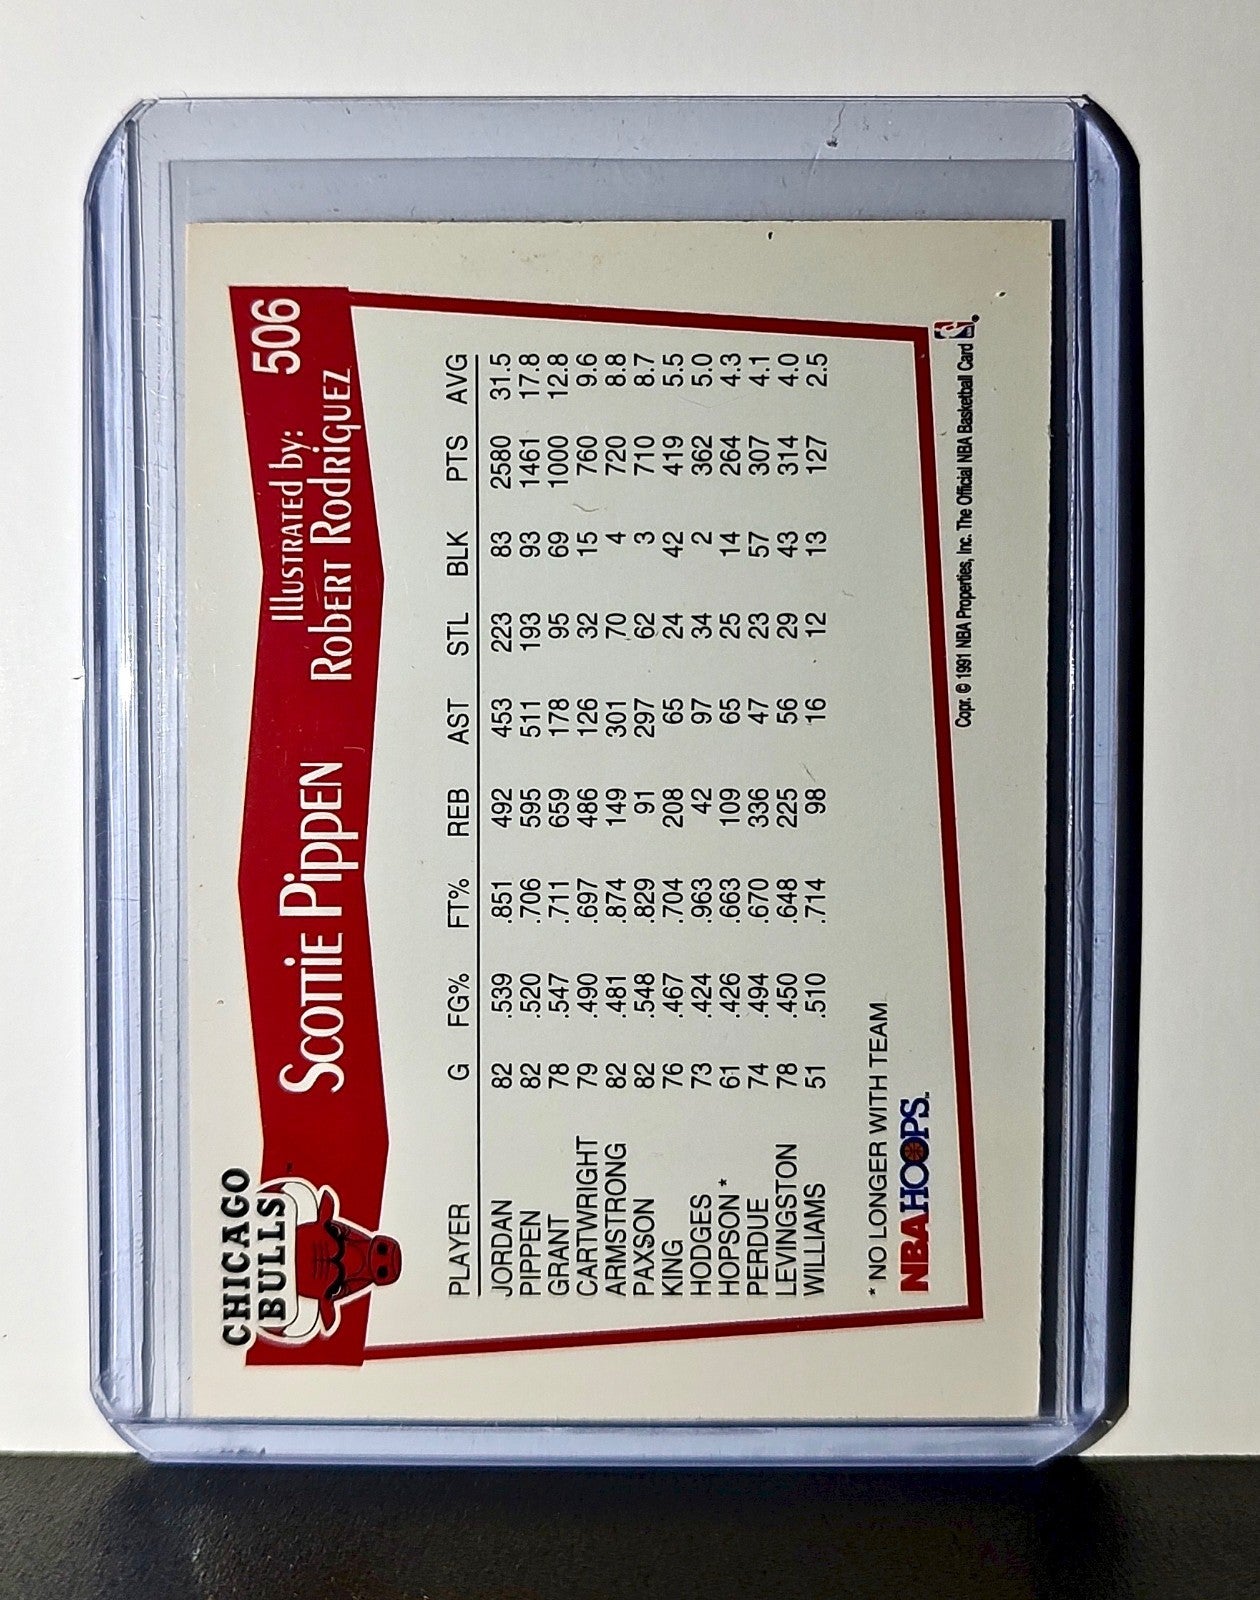 CHICAGO
BULLS™
Scottie Pippen
Illustrated by:
Robert Rodriguez
506
PLAYER G FG% FT% REB AST STL BLK PTS AVG
JORDAN 82 .539 .851 492 453 223 83 2580 31.5
PIPPEN 82 .520 .706 595 511 193 93 1461 17.8
GRANT 78 .547 .711 659 178 95 69 1000 12.8
CARTWRIGHT 79 .490 .697 486 126 32 15 760 9.6
ARMSTRONG 82 .481 .874 149 301 70 4 720 8.8
PAXSON 82 .548 .829 91 297 62 3 710 8.7
KING 76 .467 .704 208 65 24 42 419 5.5
HODGES 73 .424 .963 42 97 34 2 362 5.0
HOPSON * 61 .426 .663 109 65 25 14 264 4.3
PERDUE 74 .494 .670 336 47 23 57 307 4.1
LEVINGSTON 78 .450 .648 225 56 29 43 314 4.0
WILLIAMS 51 .510 .714 98 16 12 13 127 2.5
* NO LONGER WITH TEAM
NBA HOOPS™
Copr. © 1991 NBA Properties, Inc. The Official NBA Basketball Card